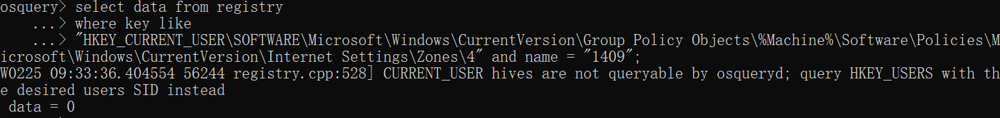 osquery> select data from registry
    ...> where key like
    ...> "HKEY_CURRENT_USER\SOFTWARE\Microsoft\Windows\CurrentVersion\Group Policy Objects\%Machine%\Software\Policies\M
icrosoft\Windows\CurrentVersion\Internet Settings\Zones\4" and name = "1409";
W0225 09:33:36.404554 56244 registry.cpp:528] CURRENT_USER hives are not queryable by osqueryd; query HKEY_USERS with th
e desired users SID instead
 data = 0